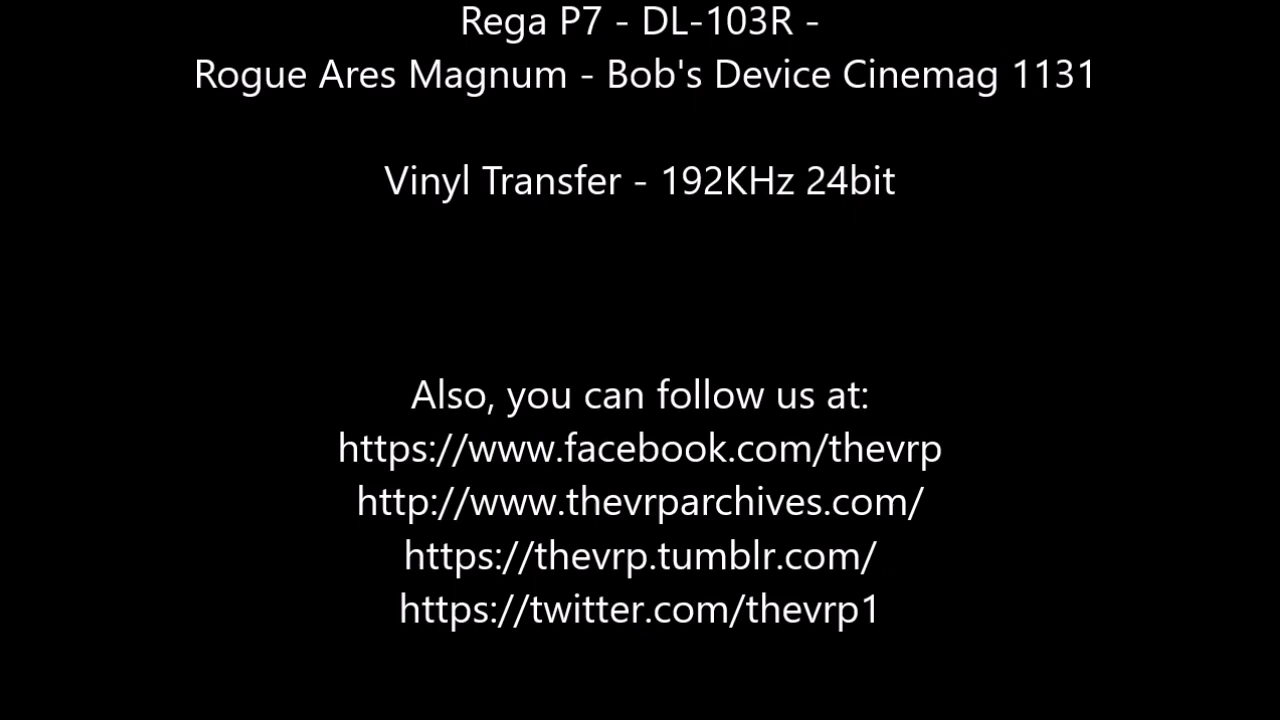 Rega P7 - DL-103R -
Rogue Ares Magnum - Bob's Device Cinemag 1131
Vinyl Transfer - 192KHz 24bit
Also, you can follow us at:
https://www.facebook.com/thevrp
http://www.thevrparchives.com/
https://thevrp.tumblr.com/
https://twitter.com/thevrp1